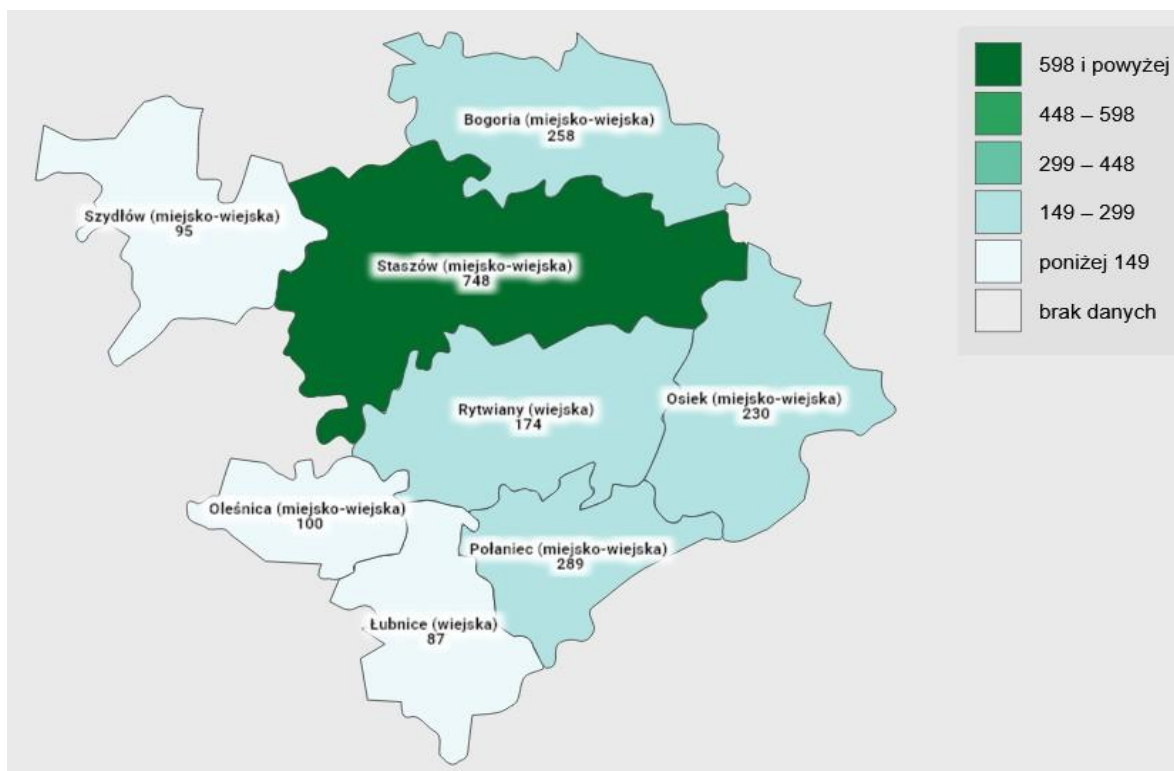 Bogoria (miejsko-wiejska)
258
Szydłów (miejsko-wiejska)
95
Staszów (miejsko-wiejska)
748
Rytwiany (wiejska)
174
Osiek (miejsko-wiejska)
230
Oleśnica (miejsko-wiejska)
100
Połaniec (miejsko-wiejska)
289
Łubnice (wiejska)
87
598 i powyżej
448 – 598
299 – 448
149 – 299
poniżej 149
brak danych